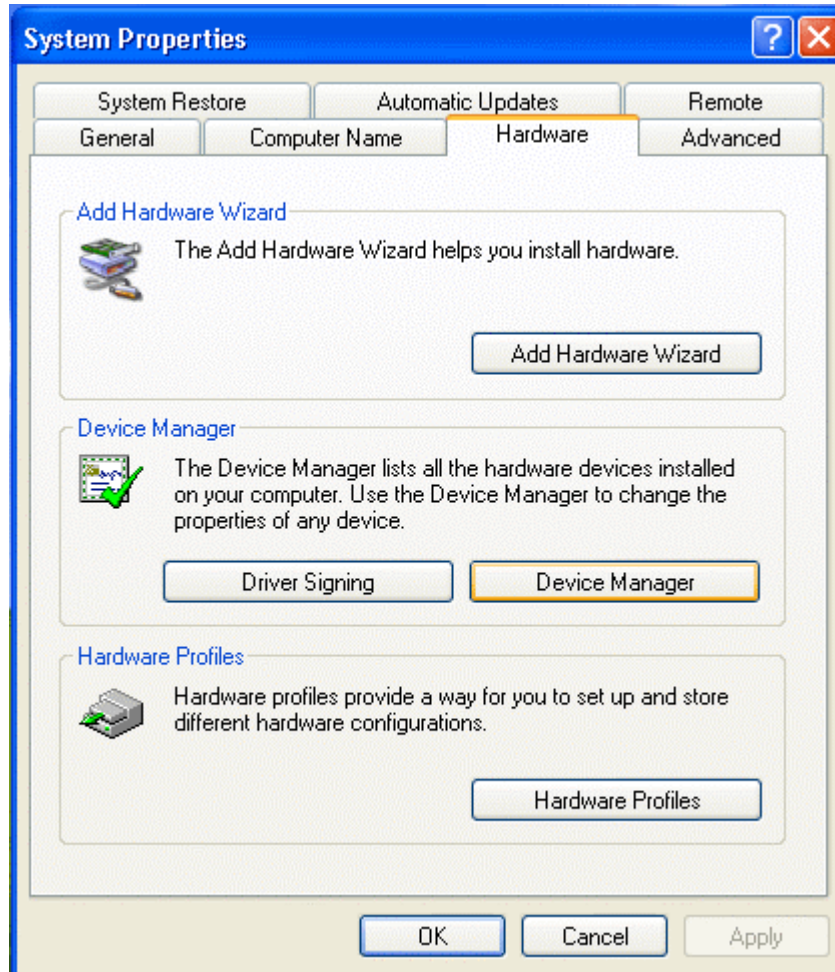 System Properties
System Restore
Automatic Updates
Remote
General
Computer Name
Hardware
Advanced
Add Hardware Wizard
The Add Hardware Wizard helps you install hardware.
Add Hardware Wizard
Device Manager
The Device Manager lists all the hardware devices installed
on your computer. Use the Device Manager to change the
properties of any device.
Driver Signing
Device Manager
Hardware Profiles
Hardware profiles provide a way for you to set up and store
different hardware configurations.
Hardware Profiles
OK
Cancel
Apply